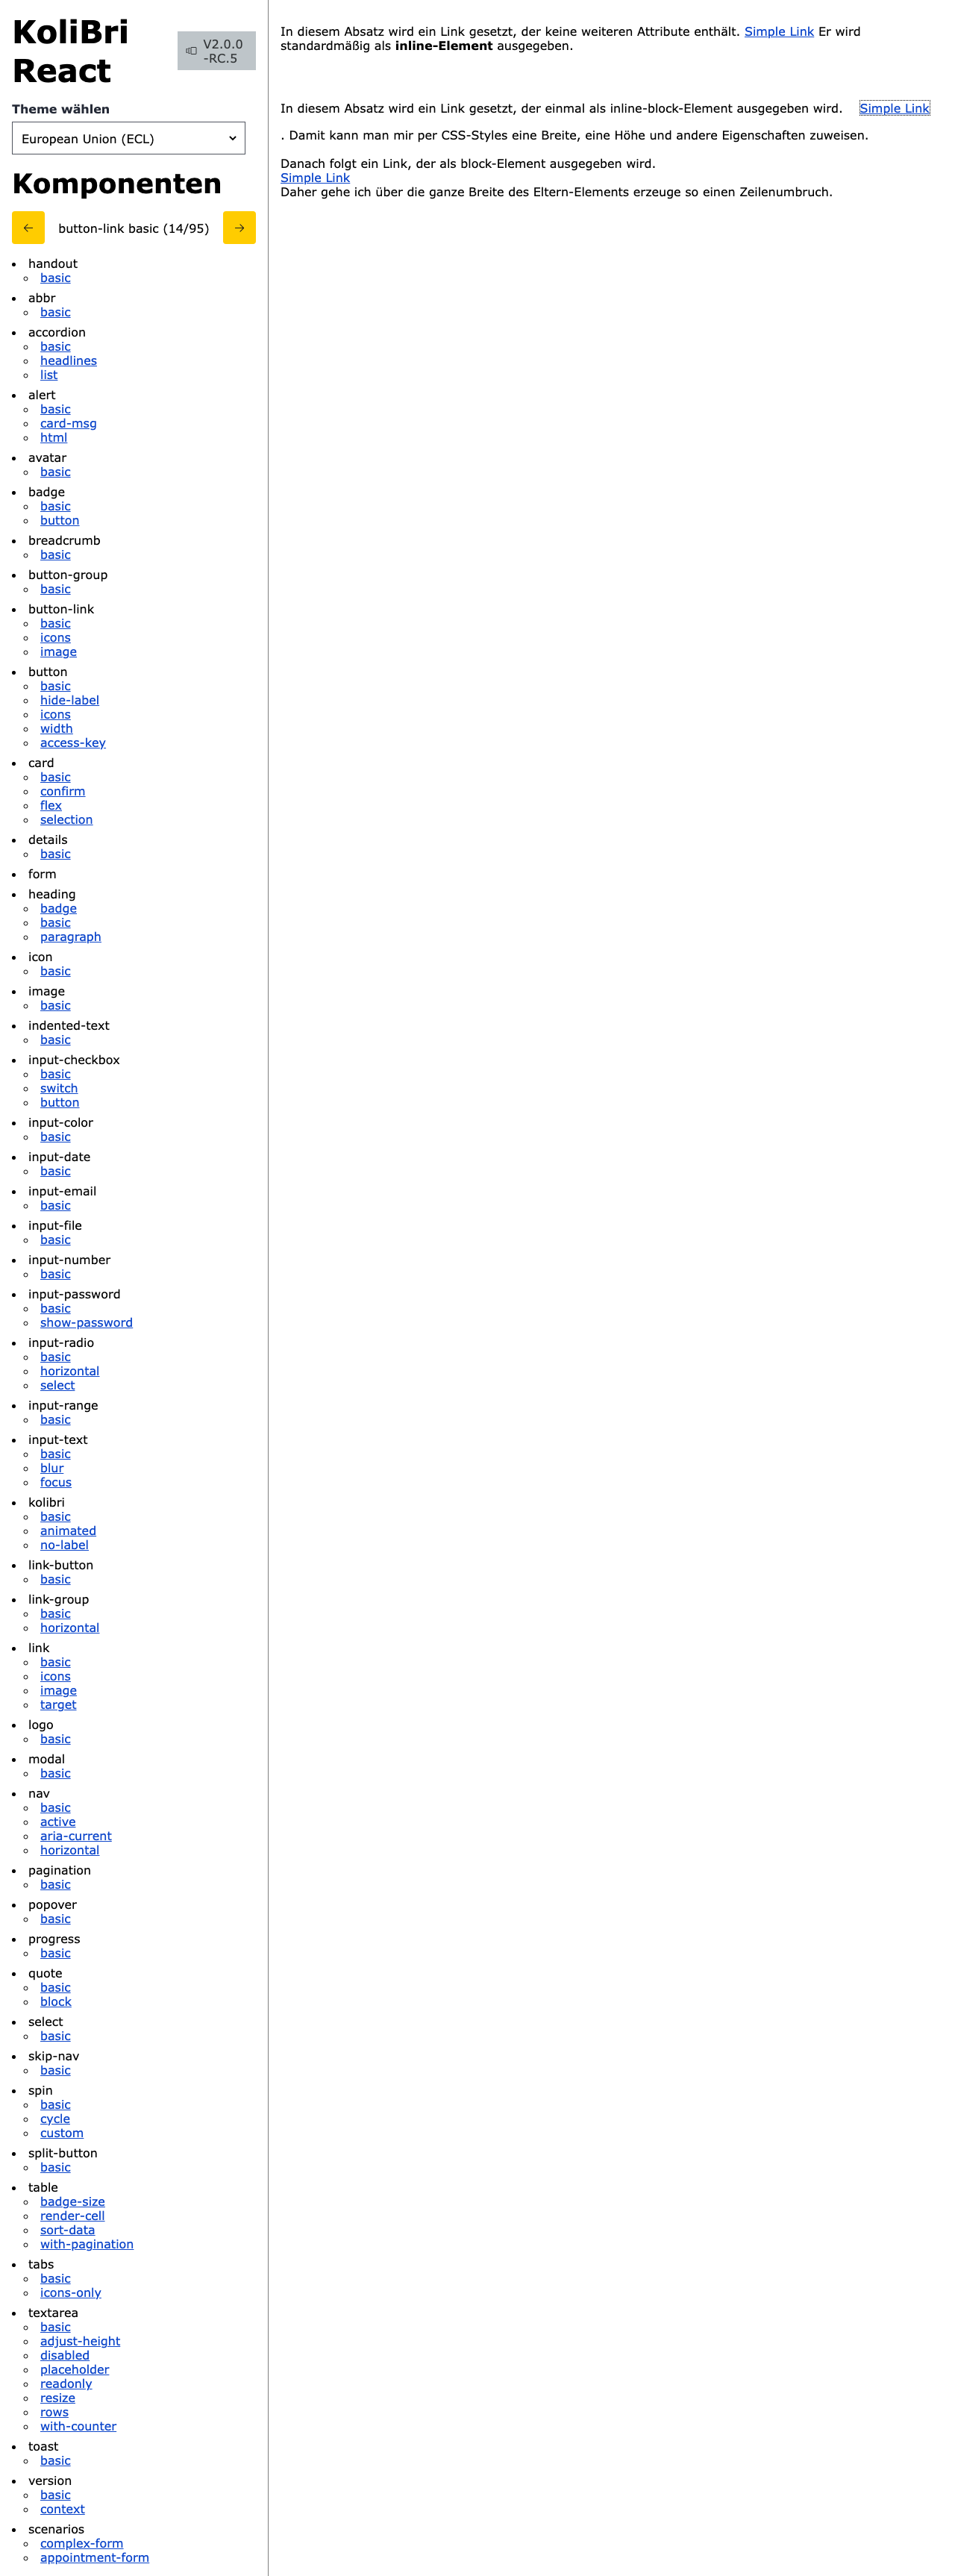 KoliBri
React
V2.0.0
-RC.5
Theme wählen
European Union (ECL)
Komponenten
button-link basic (14/95)
handout
basic
abbr
basic
accordion
basic
headlines
list
alert
basic
card-msg
html
avatar
basic
badge
basic
button
breadcrumb
basic
button-group
basic
button-link
basic
icons
image
button
basic
hide-label
icons
width
access-key
card
basic
confirm
flex
selection
details
basic
form
heading
badge
basic
paragraph
icon
basic
image
basic
indented-text
basic
input-checkbox
basic
switch
button
input-color
basic
input-date
basic
input-email
basic
input-file
basic
input-number
basic
input-password
basic
show-password
input-radio
basic
horizontal
select
input-range
basic
input-text
basic
blur
focus
kolibri
basic
animated
no-label
link-button
basic
link-group
basic
horizontal
link
basic
icons
image
target
logo
basic
modal
basic
nav
basic
active
aria-current
horizontal
pagination
basic
popover
basic
progress
basic
quote
basic
block
select
basic
skip-nav
basic
spin
basic
cycle
custom
split-button
basic
table
badge-size
render-cell
sort-data
with-pagination
tabs
basic
icons-only
textarea
basic
adjust-height
disabled
placeholder
readonly
resize
rows
with-counter
toast
basic
version
basic
context
scenarios
complex-form
appointment-form
In diesem Absatz wird ein Link gesetzt, der keine weiteren Attribute enthält. Simple Link Er wird
standardmäßig als inline-Element ausgegeben.
In diesem Absatz wird ein Link gesetzt, der einmal als inline-block-Element ausgegeben wird. Simple Link
. Damit kann man mir per CSS-Styles eine Breite, eine Höhe und andere Eigenschaften zuweisen.
Danach folgt ein Link, der als block-Element ausgegeben wird.
Simple Link
Daher gehe ich über die ganze Breite des Eltern-Elements erzeuge so einen Zeilenumbruch.